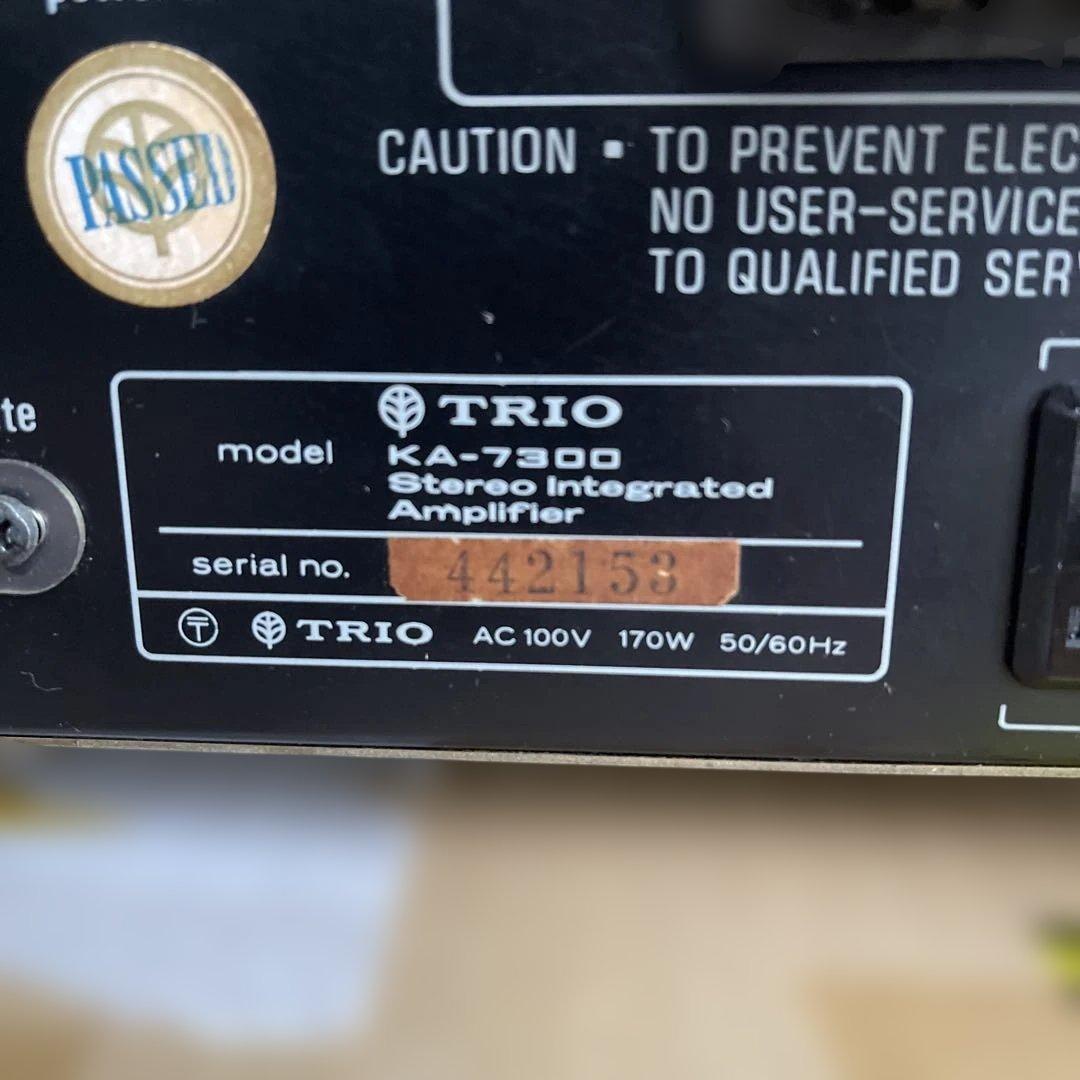 PASSED
CAUTION ▪ TO PREVENT ELEC
NO USER-SERVICE
TO QUALIFIED SER
te
TRIO
model KA-7300
Stereo Integrated
Amplifier
serial no. 442153
T TRIO AC 100V 170W 50/60Hz